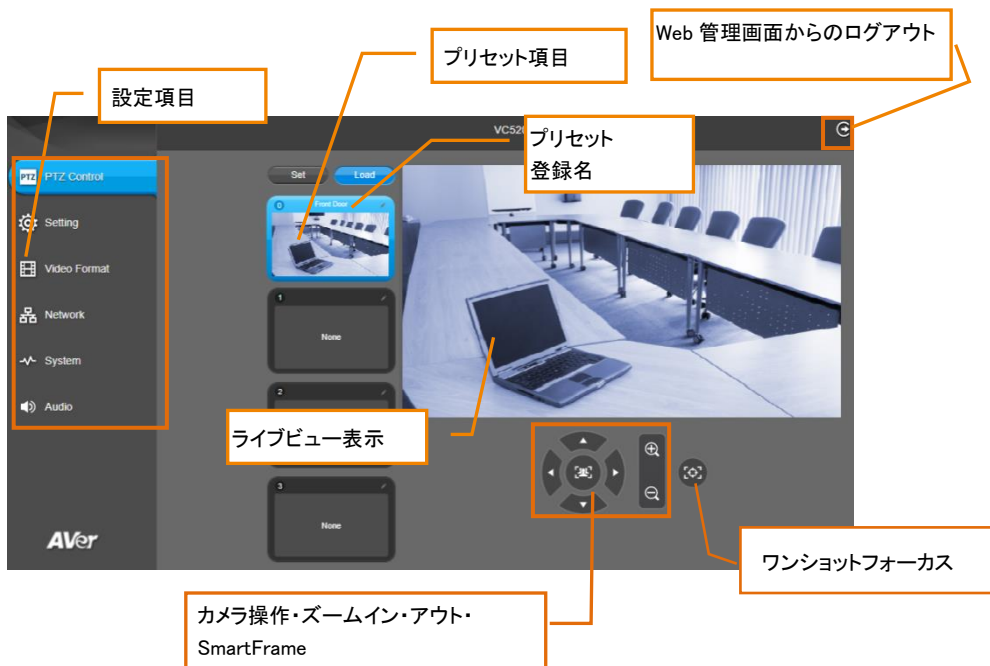 Web 管理画面からのログアウト
プリセット項目
設定項目
VC520
プリセット
登録名
PTZ PTZ Control
Set
Load
0 Front Door
Setting
Video Format
1
None
Network
System
2
Audio
ライブビュー表示
3
None
AVer
ワンショットフォーカス
カメラ操作・ズームイン・アウト・
SmartFrame